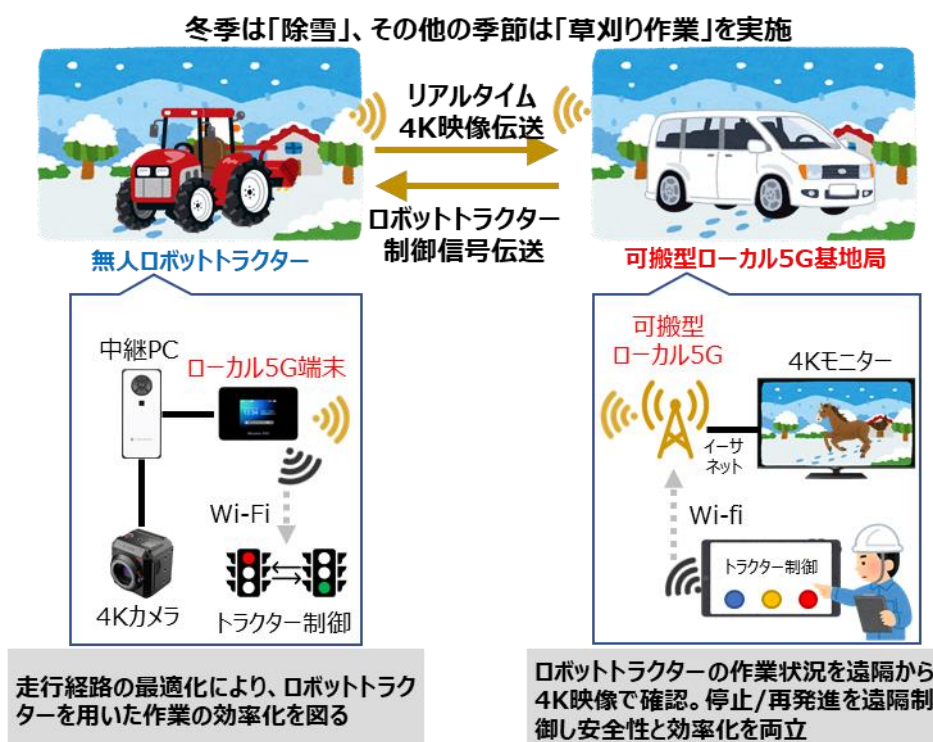 冬季は「除雪」、その他の季節は「草刈り作業」を実施
リアルタイム
4K映像伝送
ロボットトラクター
制御信号伝送
無人ロボットトラクター
可搬型ローカル5G基地局
中継PC
ローカル5G端末
Wi-Fi
4Kカメラ
トラクター制御
可搬型
ローカル5G
4Kモニター
イーサ
ネット
Wi-fi
トラクター制御
走行経路の最適化により、ロボットトラク
ターを用いた作業の効率化を図る
ロボットトラクターの作業状況を遠隔から
4K映像で確認。停止/再発進を遠隔制
御し安全性と効率化を両立